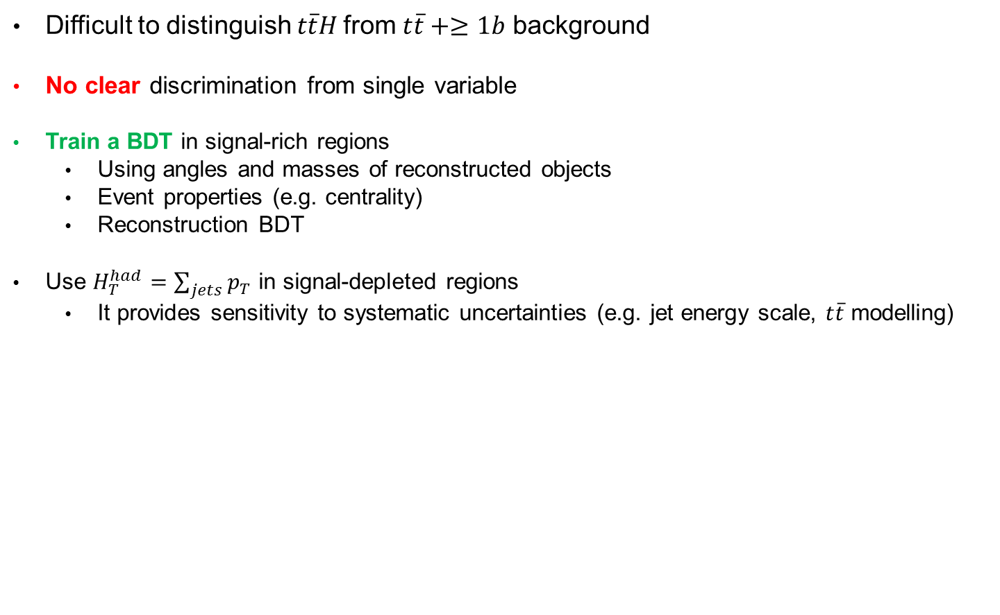 • Difficult to distinguish $t\bar{t}H$ from $t\bar{t} + \geq 1b$ background
• No clear discrimination from single variable
• Train a BDT in signal-rich regions
• Using angles and masses of reconstructed objects
• Event properties (e.g. centrality)
• Reconstruction BDT
• Use $H_T^{had} = \sum_{jets} p_T$ in signal-depleted regions
• It provides sensitivity to systematic uncertainties (e.g. jet energy scale, $t\bar{t}$ modelling)